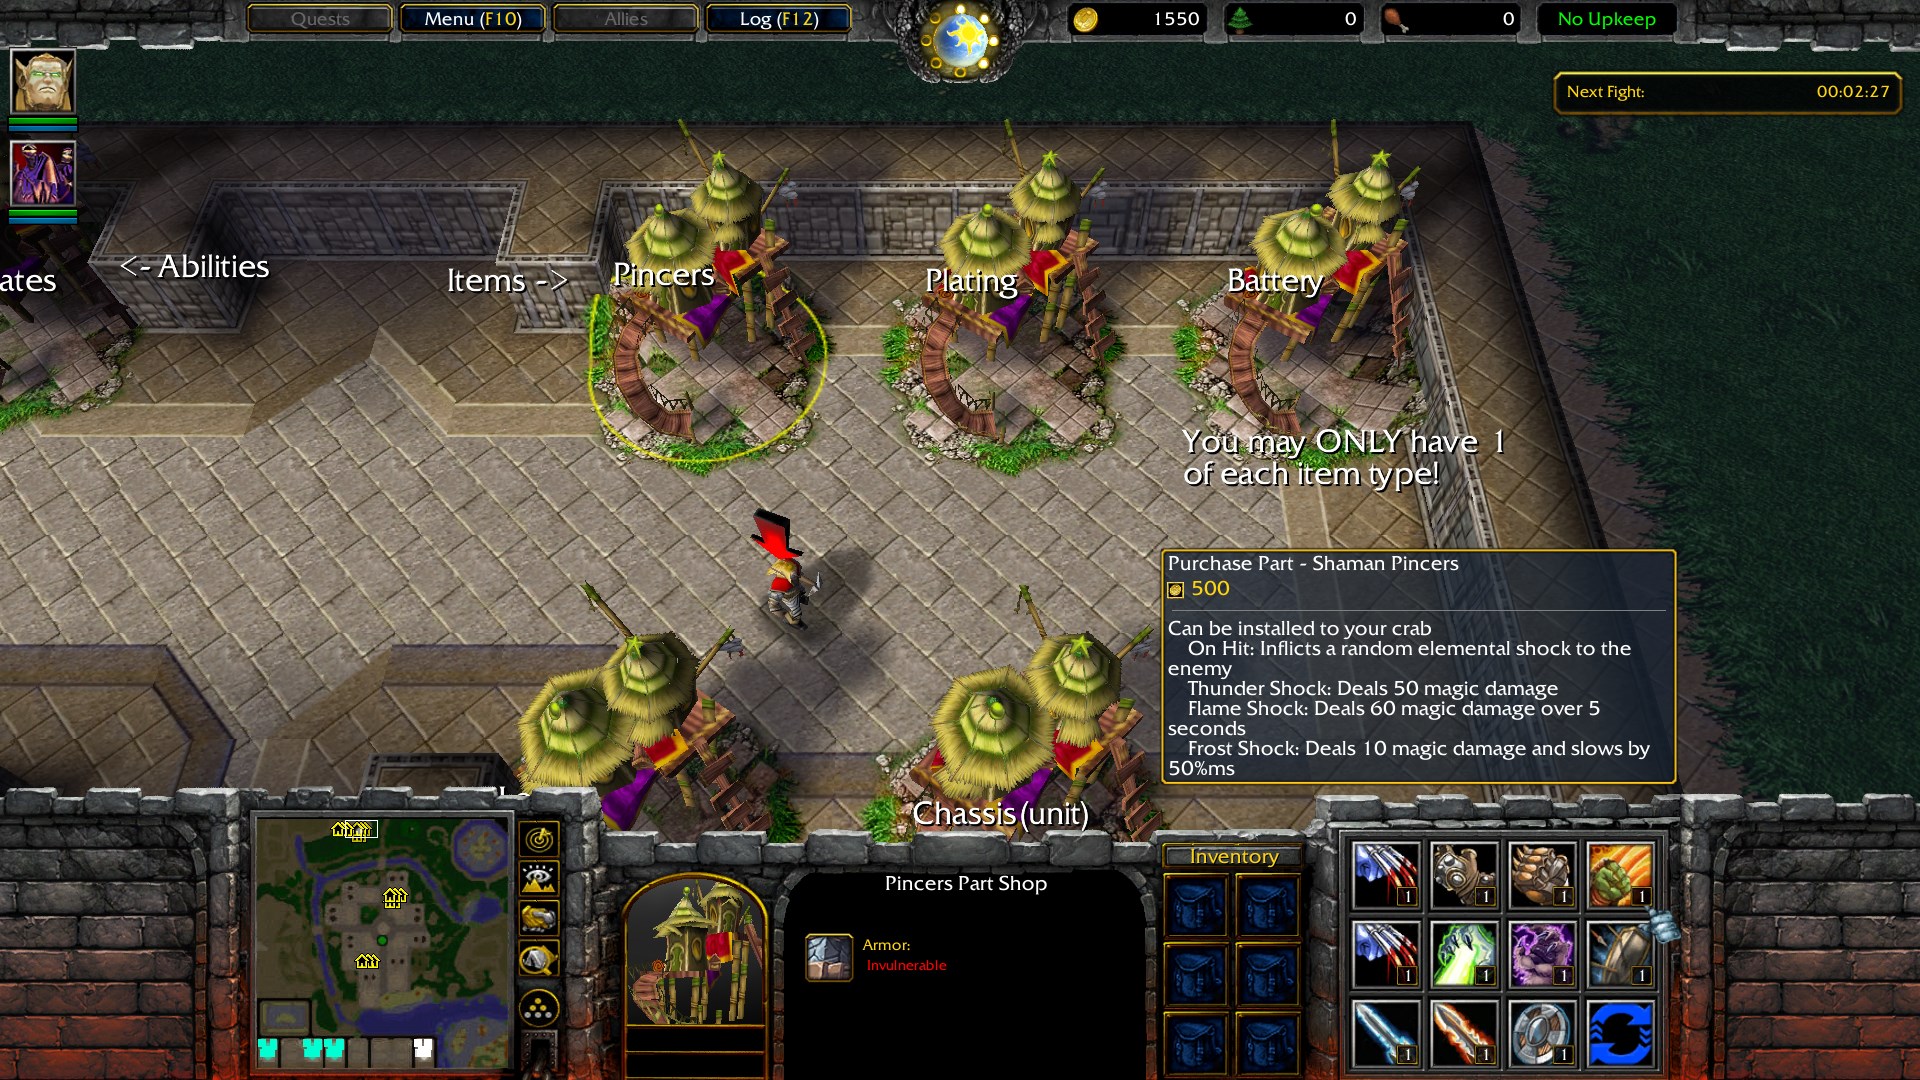 Quests
Menu (F10)
Allies
Log (F12)
1550
0
0
No Upkeep
Next Fight:
00:02:27
ates
<- Abilities
Items ->
Pincers
Plating
Battery
You may ONLY have 1
of each item type!
Purchase Part - Shaman Pincers
500
Can be installed to your crab
On Hit: Inflicts a random elemental shock to the
enemy
Thunder Shock: Deals 50 magic damage
Flame Shock: Deals 60 magic damage over 5
seconds
Frost Shock: Deals 10 magic damage and slows by
50%ms
Chassis(unit)
Pincers Part Shop
Armor:
Invulnerable
Inventory
1
1
1
1
1
1
1
1
1
1
1